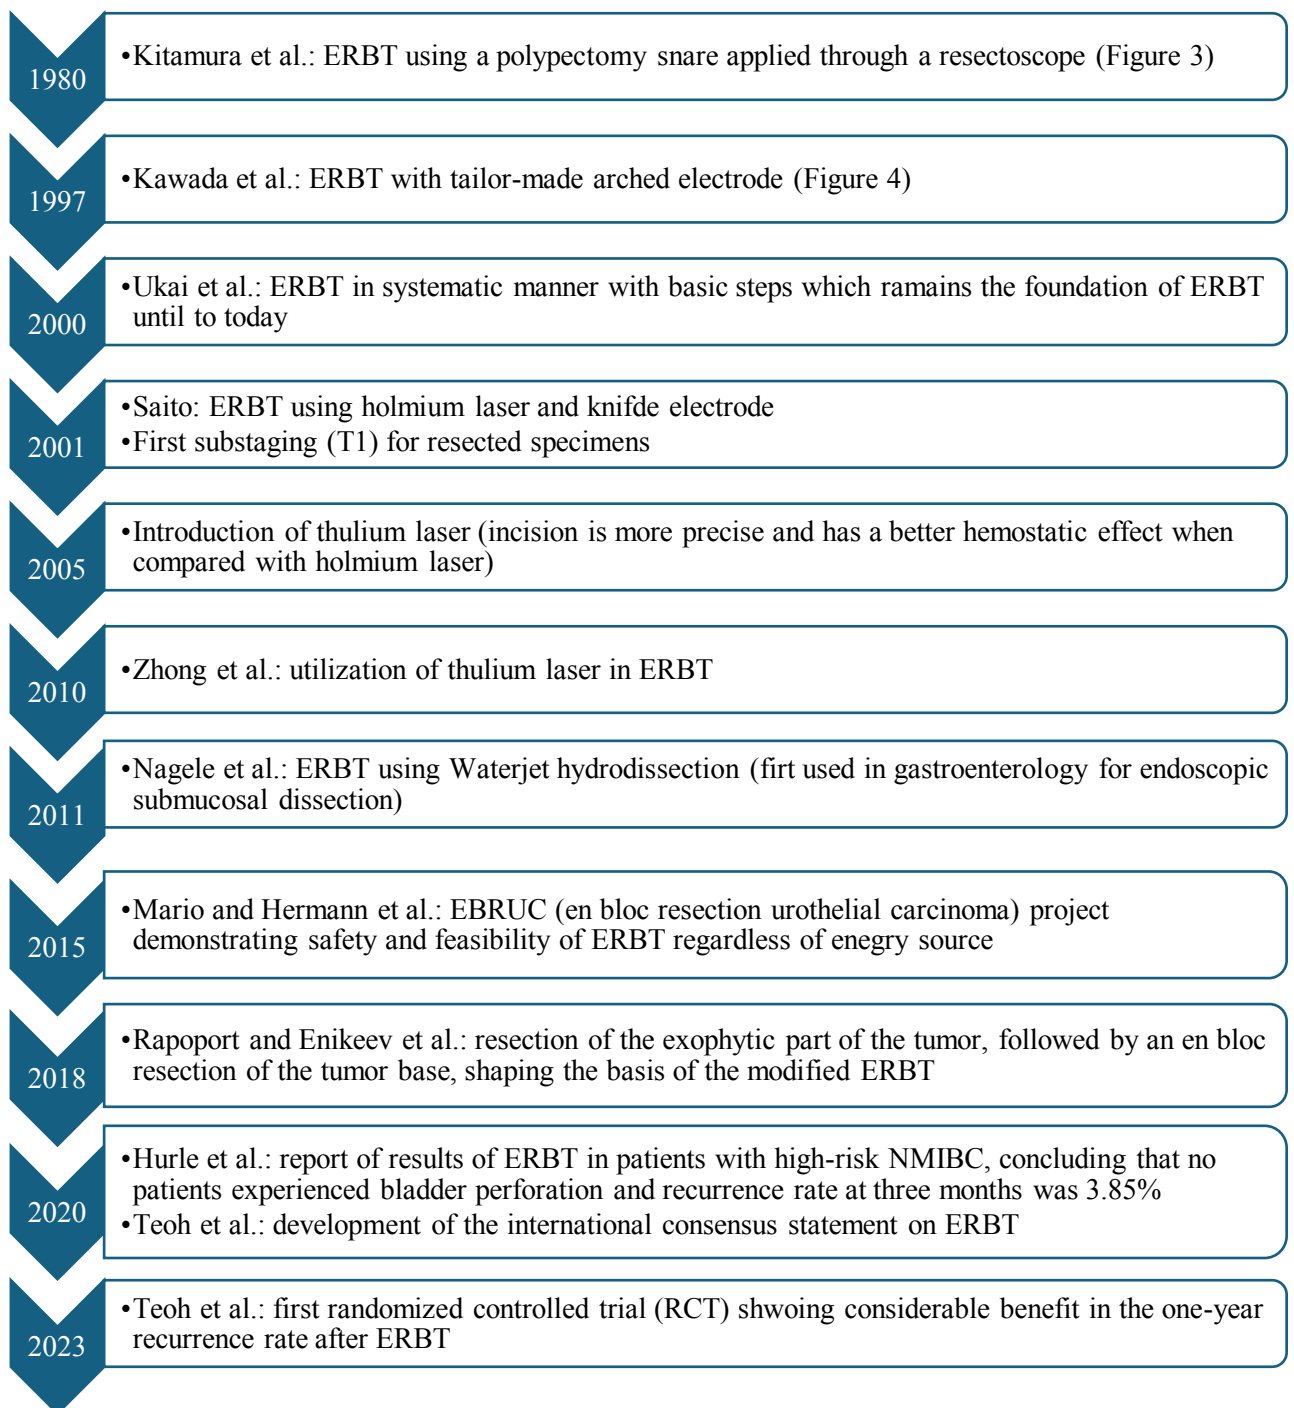 1980
•Kitamura et al.: ERBT using a polypectomy snare applied through a resectoscope (Figure 3)
1997
•Kawada et al.: ERBT with tailor-made arched electrode (Figure 4)
2000
•Ukai et al.: ERBT in systematic manner with basic steps which ramains the foundation of ERBT
until to today
2001
•Saito: ERBT using holmium laser and knifde electrode
•First substaging (T1) for resected specimens
2005
•Introduction of thulium laser (incision is more precise and has a better hemostatic effect when
compared with holmium laser)
2010
•Zhong et al.: utilization of thulium laser in ERBT
2011
•Nagele et al.: ERBT using Waterjet hydrodissection (firt used in gastroenterology for endoscopic
submucosal dissection)
2015
•Mario and Hermann et al.: EBRUC (en bloc resection urothelial carcinoma) project
demonstrating safety and feasibility of ERBT regardless of enegry source
2018
•Rapoport and Enikeev et al.: resection of the exophytic part of the tumor, followed by an en bloc
resection of the tumor base, shaping the basis of the modified ERBT
2020
•Hurle et al.: report of results of ERBT in patients with high-risk NMIBC, concluding that no
patients experienced bladder perforation and recurrence rate at three months was 3.85%
•Teoh et al.: development of the international consensus statement on ERBT
2023
•Teoh et al.: first randomized controlled trial (RCT) shwoing considerable benefit in the one-year
recurrence rate after ERBT